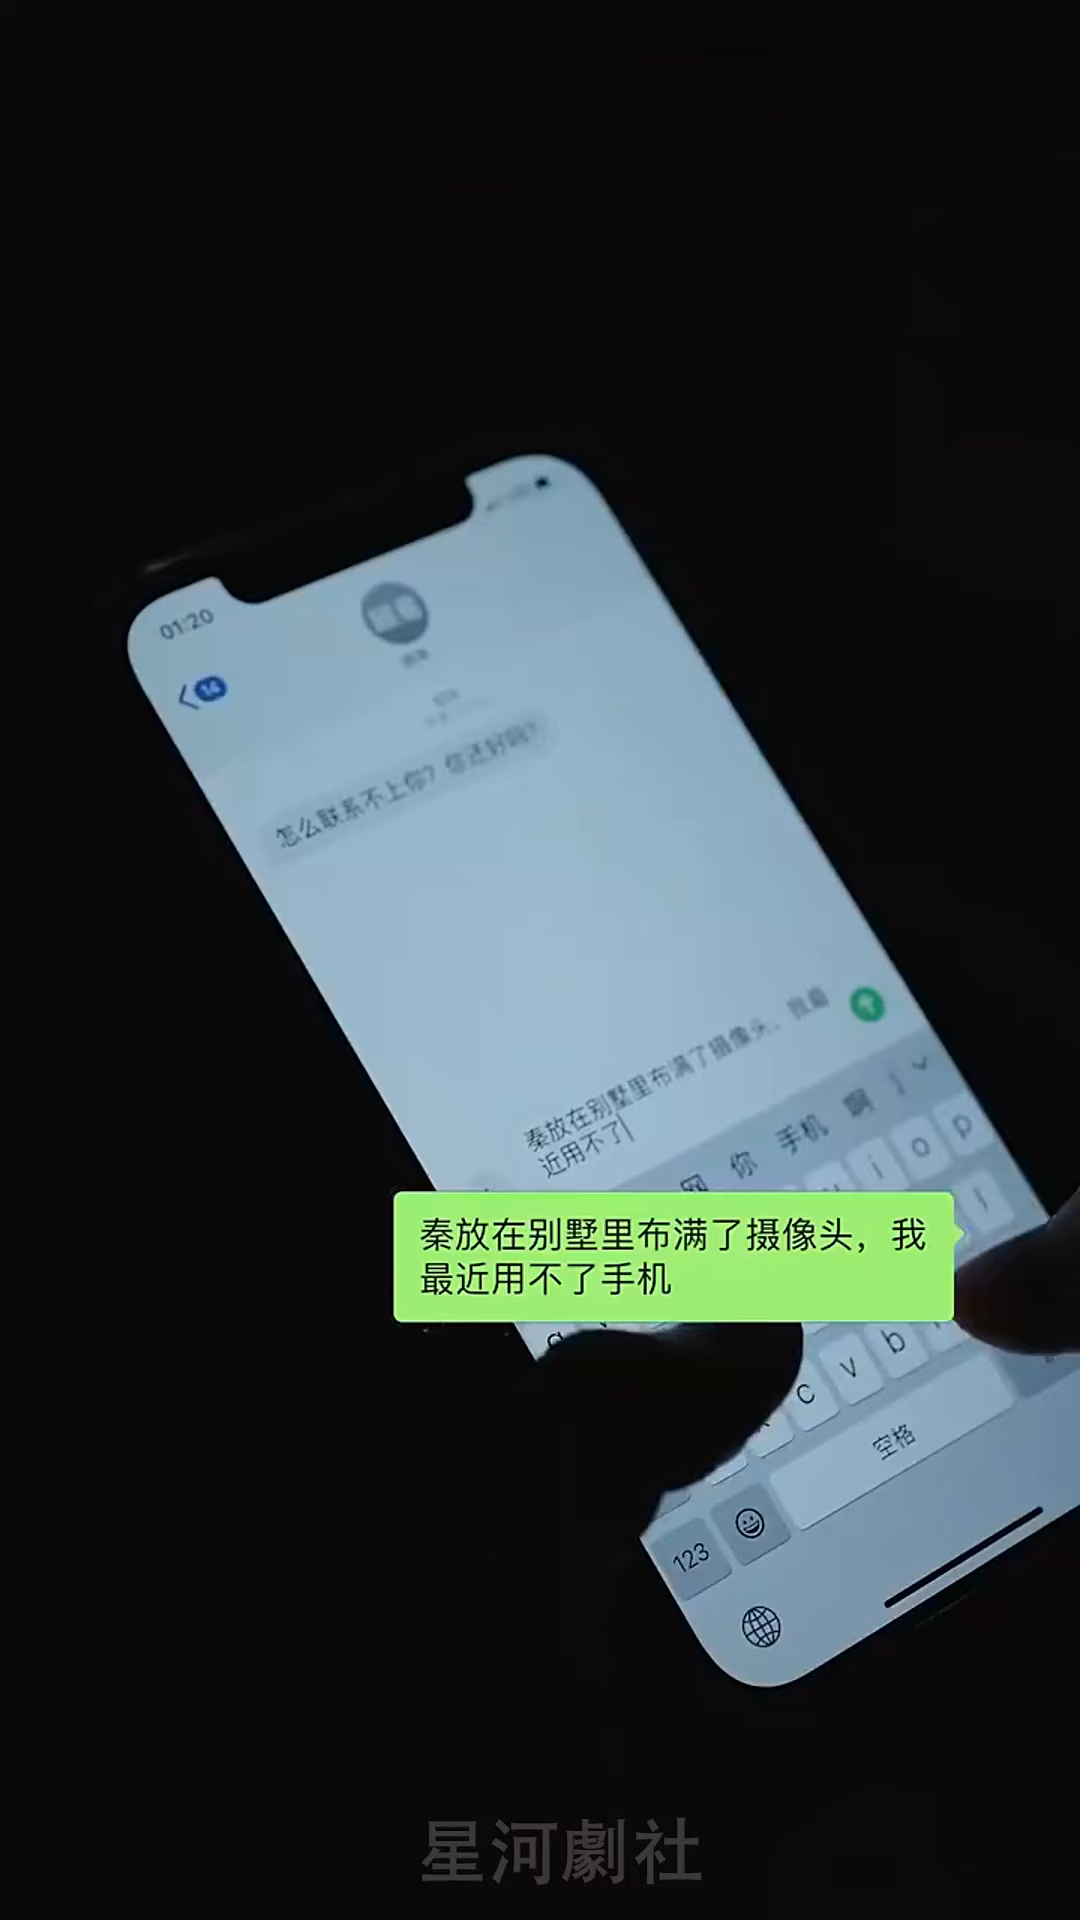 01:20
14
怎么联系不上你？你还好吗？
秦放在别墅里布满了摄像头，我最
近用不了
网 你 手机 啊
i o p
秦放在别墅里布满了摄像头，我
最近用不了手机
c v b
空格
123
星河劇社